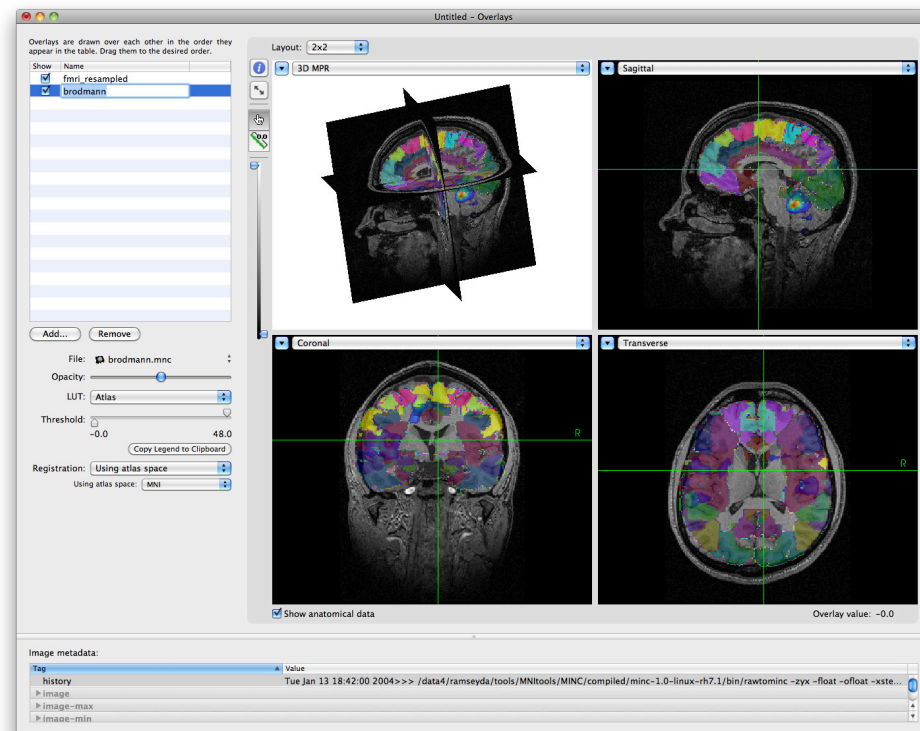 Untitled – Overlays
Overlays are drawn over each other in the order they
appear in the table. Drag them to the desired order.
Show Name
fmri_resampled
brodmann
Add... Remove
File: brodmann.mnc
Opacity:
LUT: Atlas
Threshold:
-0.0 48.0
Copy Legend to Clipboard
Registration: Using atlas space
Using atlas space: MNI
Layout: 2x2
3D MPR
Sagittal
Coronal
R
Transverse
R
Show anatomical data
Overlay value: -0.0
Image metadata:
Tag Value
history Tue Jan 13 18:42:00 2004>>> /data4/ramseyda/tools/MNItools/MINC/compiled/minc-1.0-linux-rh7.1/bin/rawtominc -zyx -float -ofloat -xste...
image
image-max
image-min